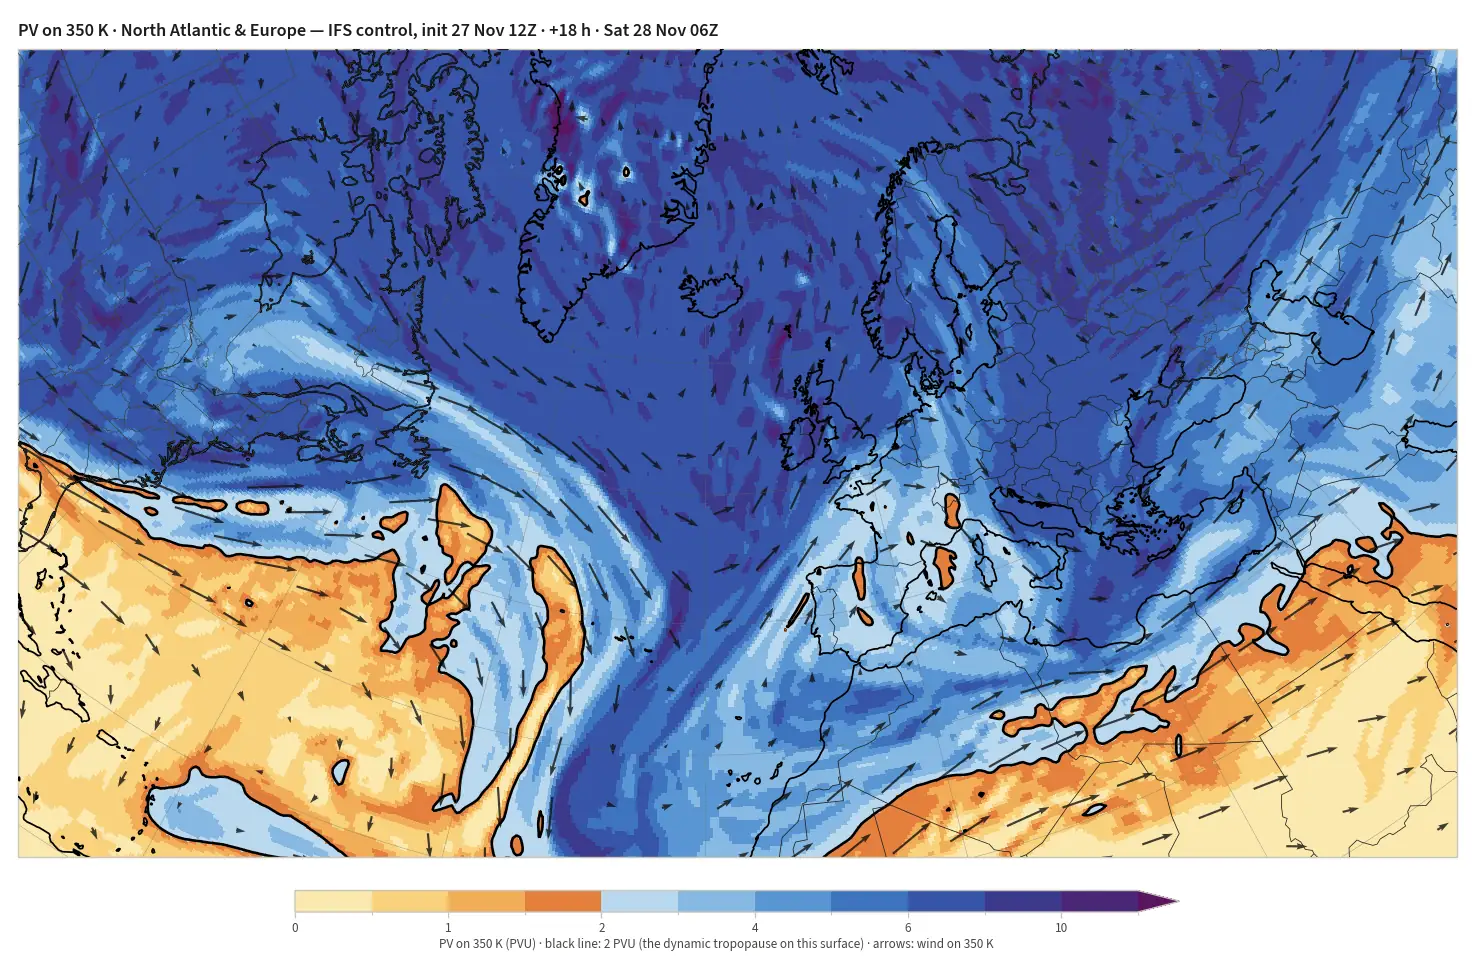 PV on 350 K · North Atlantic & Europe — IFS control, init 27 Nov 12Z · +18 h · Sat 28 Nov 06Z
0 1 2 4 6 10
PV on 350 K (PVU) · black line: 2 PVU (the dynamic tropopause on this surface) · arrows: wind on 350 K